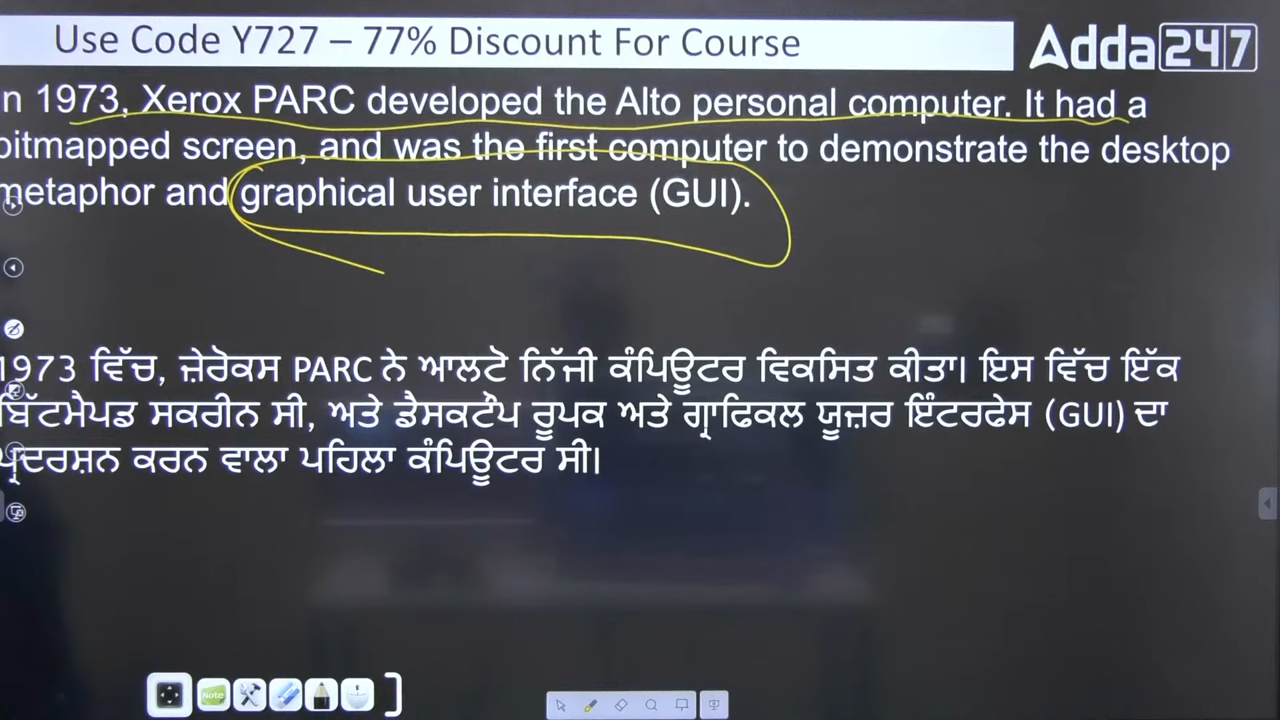 Use Code Y727 – 77% Discount For Course
Adda247
n 1973, Xerox PARC developed the Alto personal computer. It had a
bitmapped screen, and was the first computer to demonstrate the desktop
metaphor and graphical user interface (GUI).
1973 ਵਿੱਚ, ਜ਼ੇਰੋਕਸ PARC ਨੇ ਆਲਟੋ ਨਿੱਜੀ ਕੰਪਿਊਟਰ ਵਿਕਸਿਤ ਕੀਤਾ। ਇਸ ਵਿੱਚ ਇੱਕ
ਬਿੱਟਮੈਪਡ ਸਕਰੀਨ ਸੀ, ਅਤੇ ਡੈਸਕਟੌਪ ਰੂਪਕ ਅਤੇ ਗ੍ਰਾਫਿਕਲ ਯੂਜ਼ਰ ਇੰਟਰਫੇਸ (GUI) ਦਾ
ਪ੍ਰਦਰਸ਼ਨ ਕਰਨ ਵਾਲਾ ਪਹਿਲਾ ਕੰਪਿਊਟਰ ਸੀ।
Note